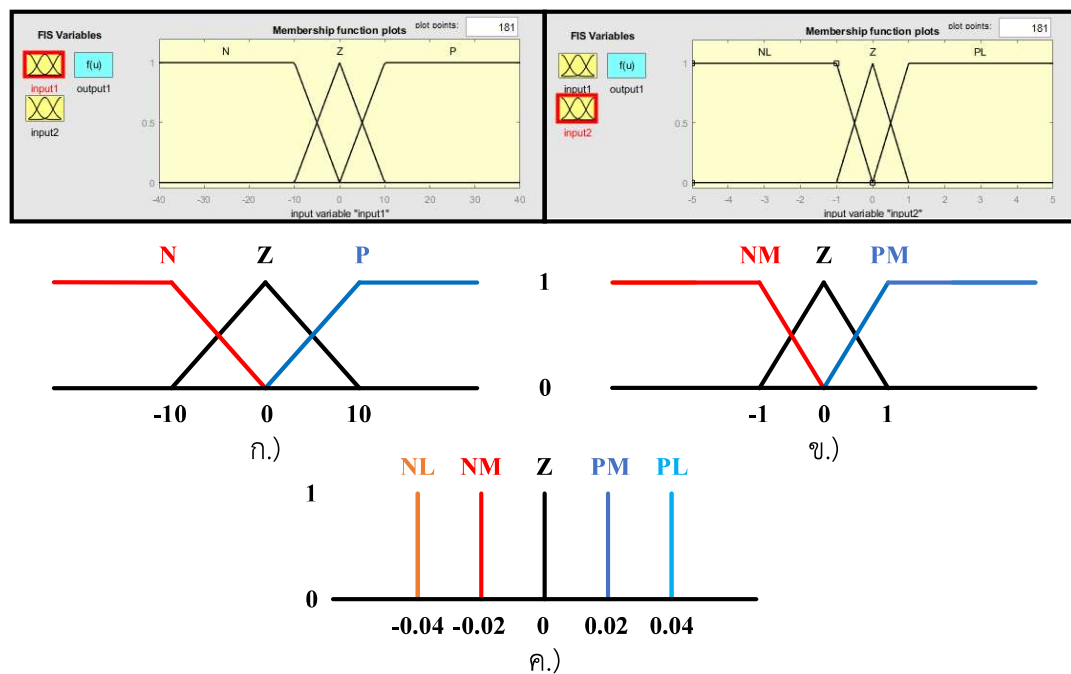 FIS Variables
f(u)
input1
output1
input2
Membership function plots
plot points:
181
N
Z
P
1
0.5
0
-40
-30
-20
-10
0
10
20
30
40
input variable "input1"
FIS Variables
f(u)
input1
output1
input2
Membership function plots
plot points:
181
NL
Z
PL
1
0.5
0
-5
-4
-3
-2
-1
0
1
2
3
4
5
input variable "input2"
N Z P
-10 0 10
ก.)
NM Z PM
1
0
-1 0 1
ข.)
NL NM Z PM PL
1
0
-0.04 -0.02 0 0.02 0.04
ค.)